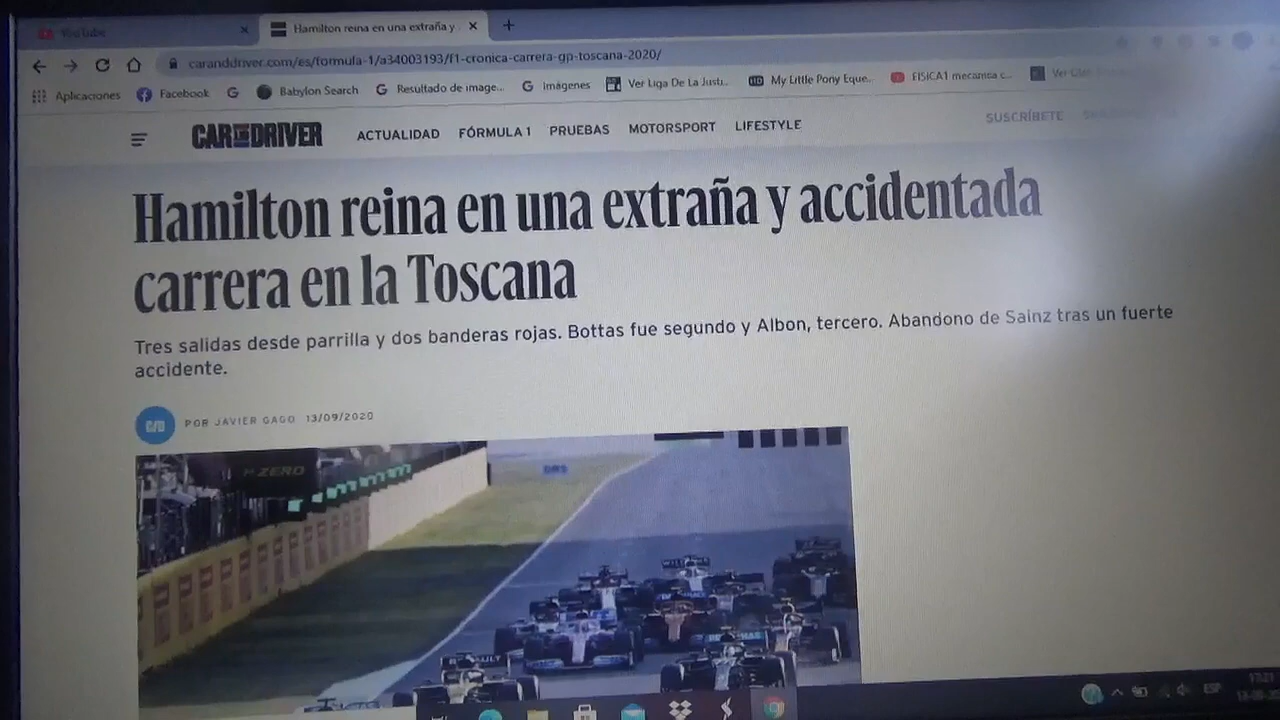 YouTube
Hamilton reina en una extraña y
caranddriver.com/es/formula-1/a34003193/f1-cronica-carrera-gp-toscana-2020/
Aplicaciones Facebook Babylon Search Resultado de image... Imágenes Ver Liga De La Justi... My Little Pony Eque... FISICA1 mecanica c...
CAR AND DRIVER ACTUALIDAD FÓRMULA 1 PRUEBAS MOTORSPORT LIFESTYLE SUSCRÍBETE
Hamilton reina en una extraña y accidentada
carrera en la Toscana
Tres salidas desde parrilla y dos banderas rojas. Bottas fue segundo y Albon, tercero. Abandono de Sainz tras un fuerte
accidente.
C/D POR JAVIER GAGO 13/09/2020
P ZERO
DRS
ESP